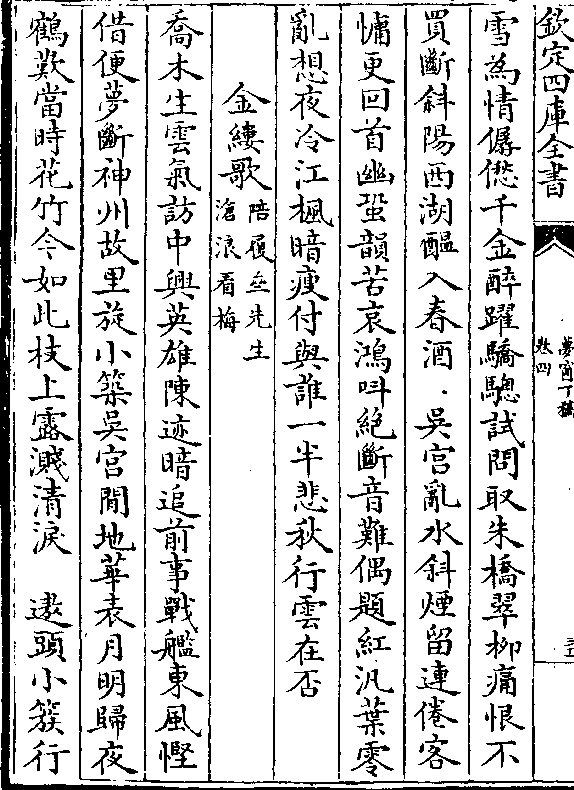 欽定四庫全書
夢窗丁稿
卷四
雪為情僝僽千金醉躍驕驄試問取朱橋翠柳痛恨不
買斷斜陽西湖醖入春酒　吳宮亂水斜煙留連倦客
慵更回首幽蛩韻苦哀鴻呌絶斷音難偶題紅汎葉零
亂想夜冷江楓暗瘦付與誰一半悲秋行雲在否
金縷歌
陪履齋先生
滄浪看梅
喬木生雲氣訪中興英雄陳迹暗追前事戰艦東風慳
借便夢斷神州故里旋小築吳宮閒地華表月明歸夜
鶴歎當時花竹今如此枝上露濺清淚　遨頭小簇行